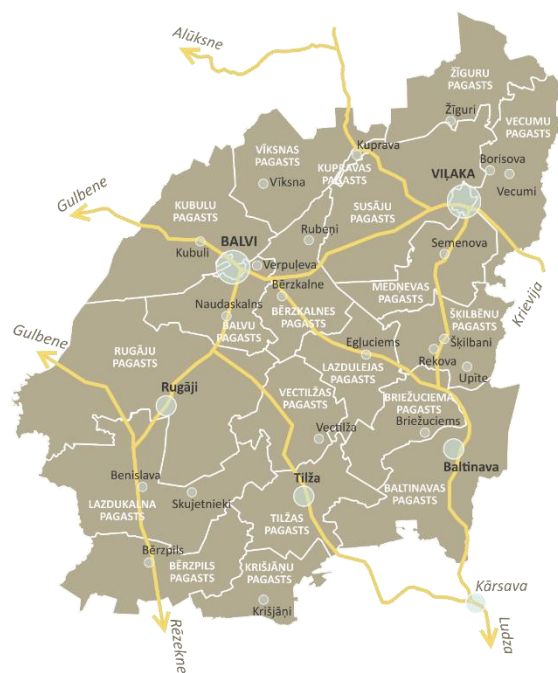 Alūksne
ŽĪGURU
PAGASTS
VECUMU
PAGASTS
Žīguri
VĪKSNAS
PAGASTS
Kuprava
KUPRAVAS
PAGASTS
Borisova
Vīksna
VIĻAKA
Vecumi
Gulbene
KUBULU
PAGASTS
SUSĀJU
PAGASTS
Rubeņi
BALVI
Semenova
Kubuli
Verpuļeva
Bērzkalne
MEDŅEVAS
PAGASTS
Krievija
Naudaskalns
BĒRZKALNES
PAGASTS
ŠĶILBĒNU
PAGASTS
BALVU
PAGASTS
Gulbene
Egļuciems
Šķilbani
Rekova
RUGĀJU
PAGASTS
LAZDULEJAS
PAGASTS
Upīte
Rugāji
VECTILŽAS
PAGASTS
BRIEŽUCIEMA
PAGASTS
Briežuciems
Vectilža
Baltinava
Benislava
Tilža
BALTINAVAS
PAGASTS
Skujetnieki
LAZDUKALNA
PAGASTS
TILŽAS
PAGASTS
Bērzpils
BĒRZPILS
PAGASTS
KRIŠJĀŅU
PAGASTS
Kārsava
Krišjāņi
Rēzekne
Ludza